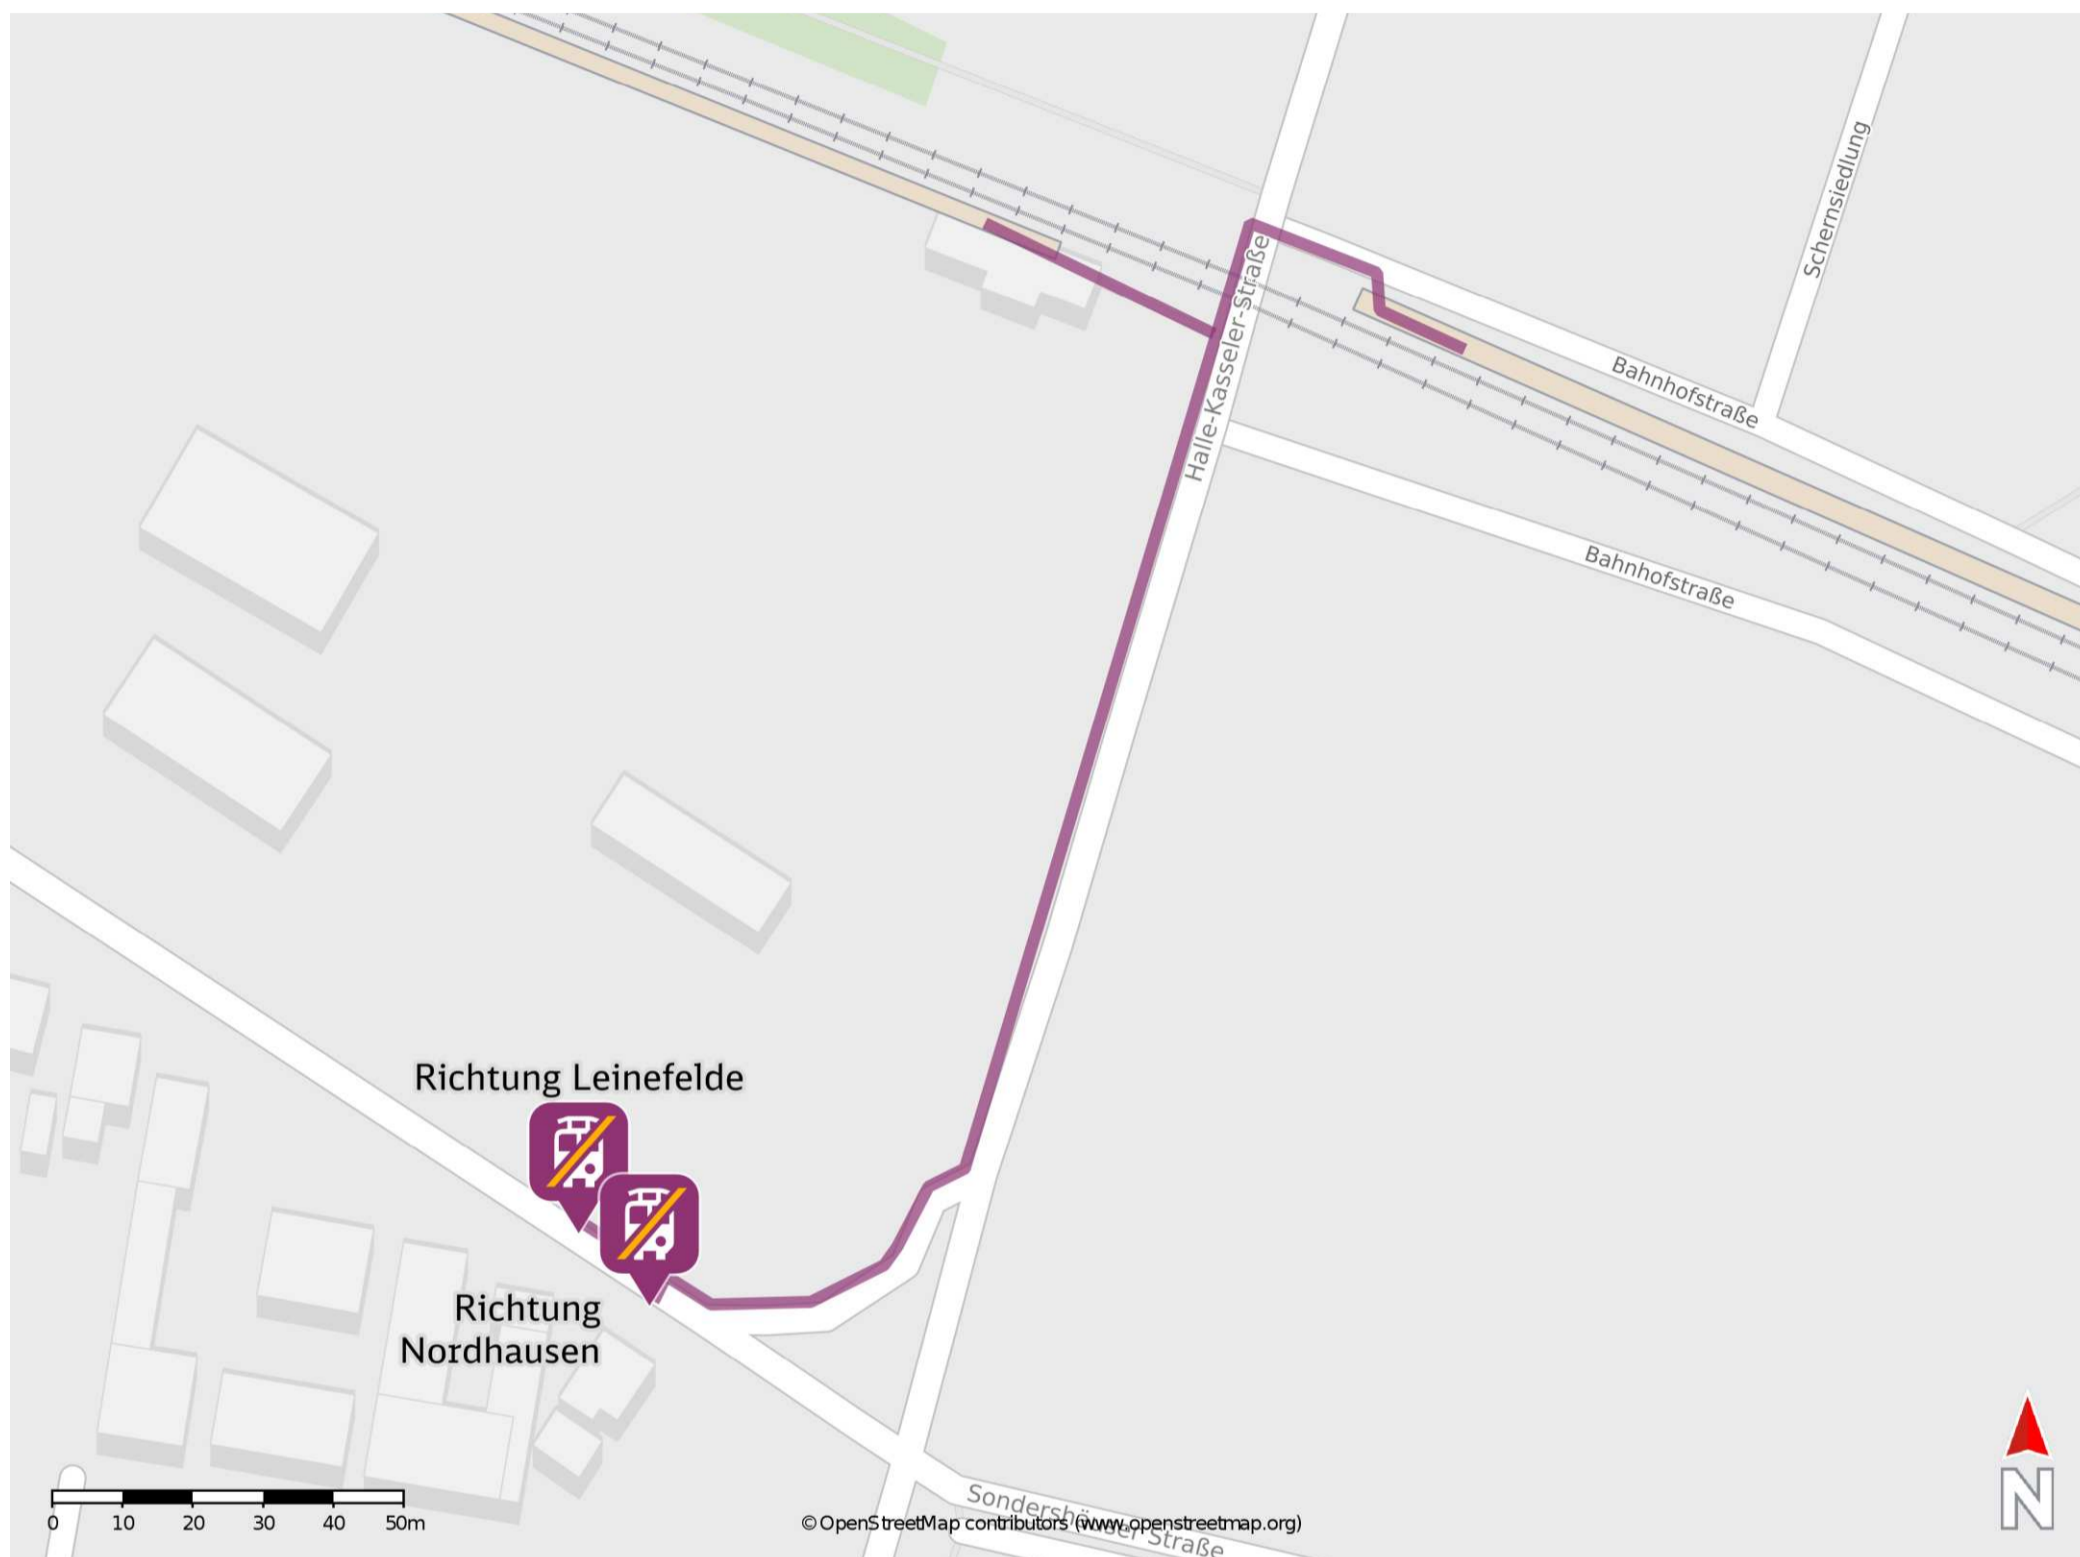 Schernsiedlung
Halle-Kasseler-Straße
Bahnhofstraße
Bahnhofstraße
Richtung Leinefelde
Richtung
Nordhausen
N
Sondershäuser Straße
0 10 20 30 40 50m
© OpenStreetMap contributors (www.openstreetmap.org)